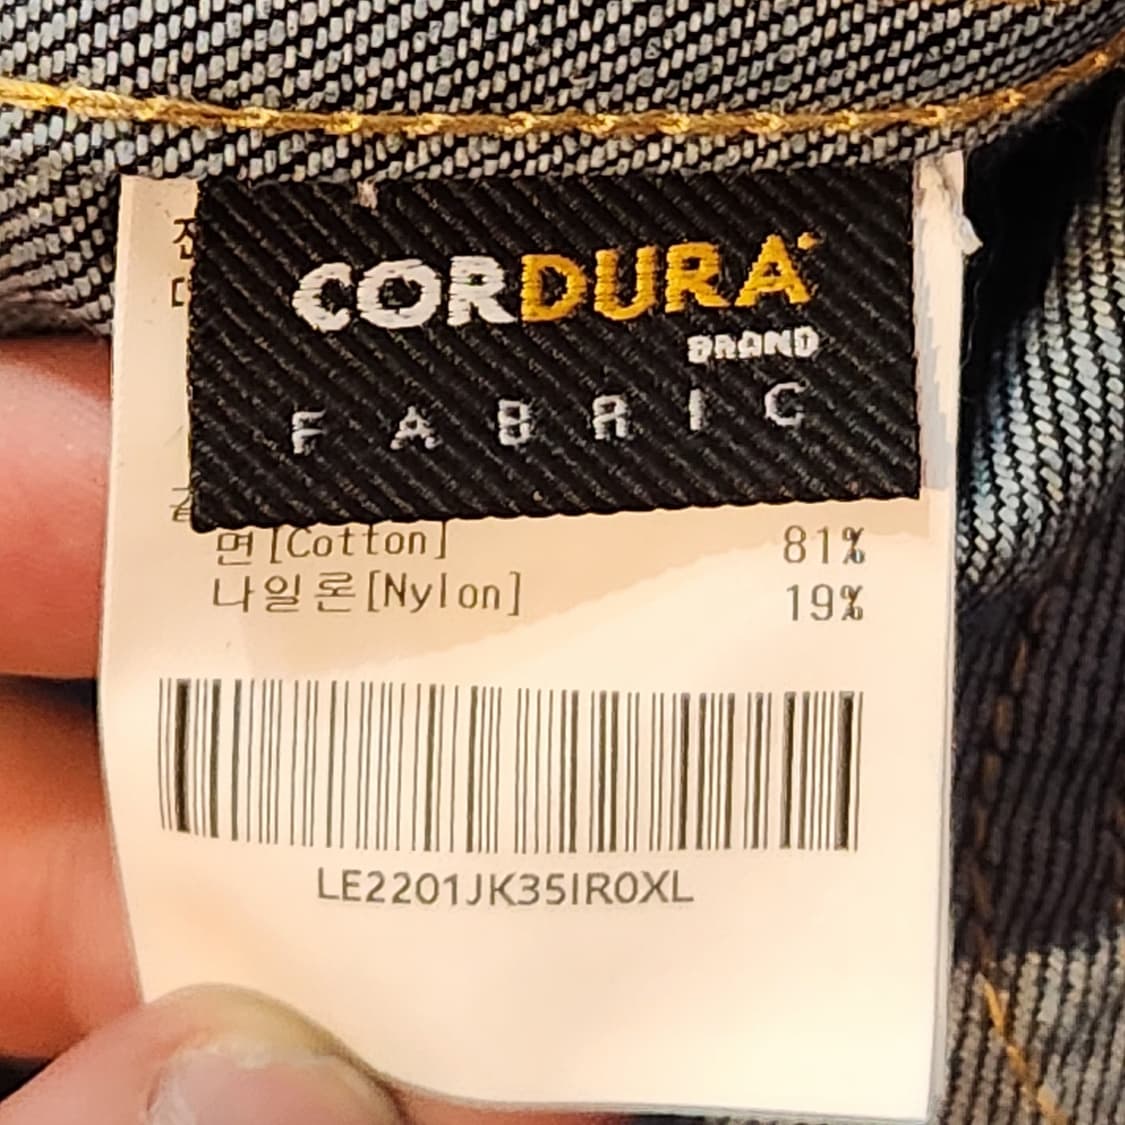 CORDURA
BRAND
FABRIC
면[Cotton] 81%
나일론[Nylon] 19%
LE2201JK35IR0XL